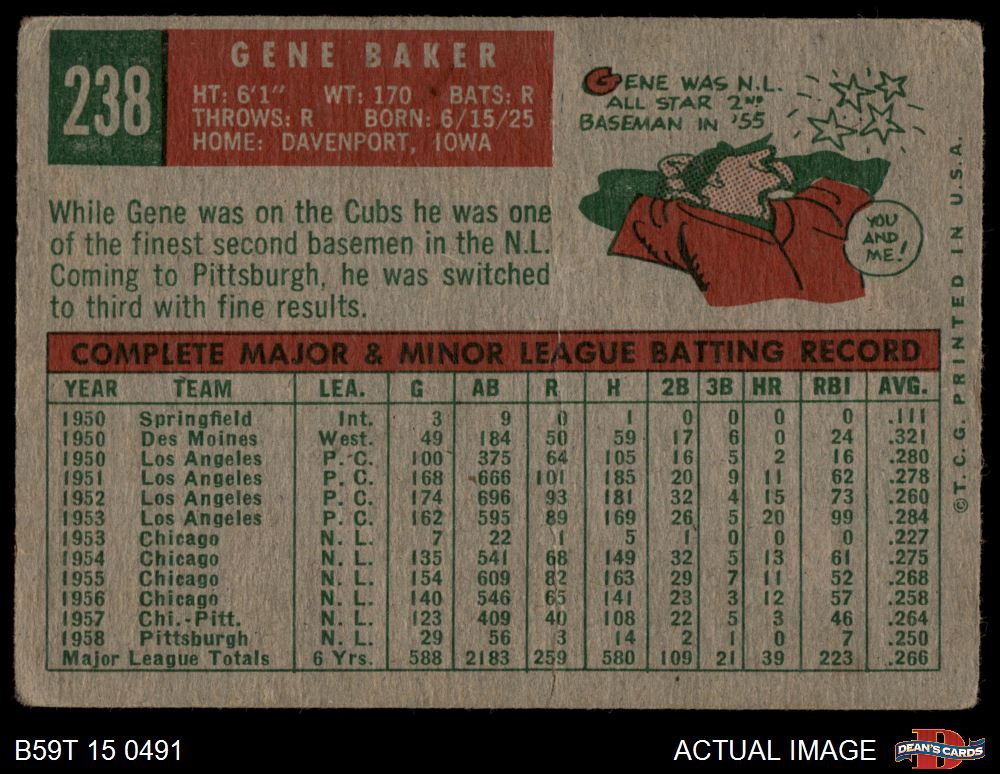 238
GENE BAKER
HT: 6'1" WT: 170 BATS: R
THROWS: R BORN: 6/15/25
HOME: DAVENPORT, IOWA
GENE WAS N.L.
ALL STAR 2ND
BASEMAN IN '55
YOU
AND
ME!
While Gene was on the Cubs he was one
of the finest second basemen in the N.L.
Coming to Pittsburgh, he was switched
to third with fine results.
COMPLETE MAJOR & MINOR LEAGUE BATTING RECORD
YEAR TEAM LEA. G AB R H 2B 3B HR RBI AVG.
1950 Springfield Int. 3 9 0 1 0 0 0 0 .111
1950 Des Moines West. 49 184 50 59 17 6 0 24 .321
1950 Los Angeles P. C. 100 375 64 105 16 5 2 16 .280
1951 Los Angeles P. C. 168 666 101 185 20 9 11 62 .278
1952 Los Angeles P. C. 174 696 93 181 32 4 15 73 .260
1953 Los Angeles P. C. 162 595 89 169 26 5 20 99 .284
1953 Chicago N. L. 7 22 1 5 1 0 0 0 .227
1954 Chicago N. L. 135 541 68 149 32 5 13 61 .275
1955 Chicago N. L. 154 609 82 163 29 7 11 52 .268
1956 Chicago N. L. 140 546 65 141 23 3 12 57 .258
1957 Chi.-Pitt. N. L. 123 409 40 108 22 5 3 46 .264
1958 Pittsburgh N. L. 29 56 3 14 2 1 0 7 .250
Major League Totals 6 Yrs. 588 2183 259 580 109 21 39 223 .266
©T. C. G. PRINTED IN U.S.A.
B59T 15 0491
ACTUAL IMAGE
DEAN'S CARDS